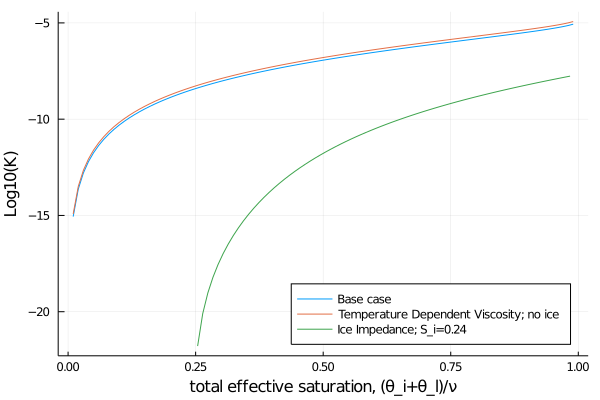 Log10(K)
−5
−10
−15
−20
Base case
Temperature Dependent Viscosity; no ice
Ice Impedance; S_i=0.24
0.00 0.25 0.50 0.75 1.00
total effective saturation, (θ_i+θ_l)/ν